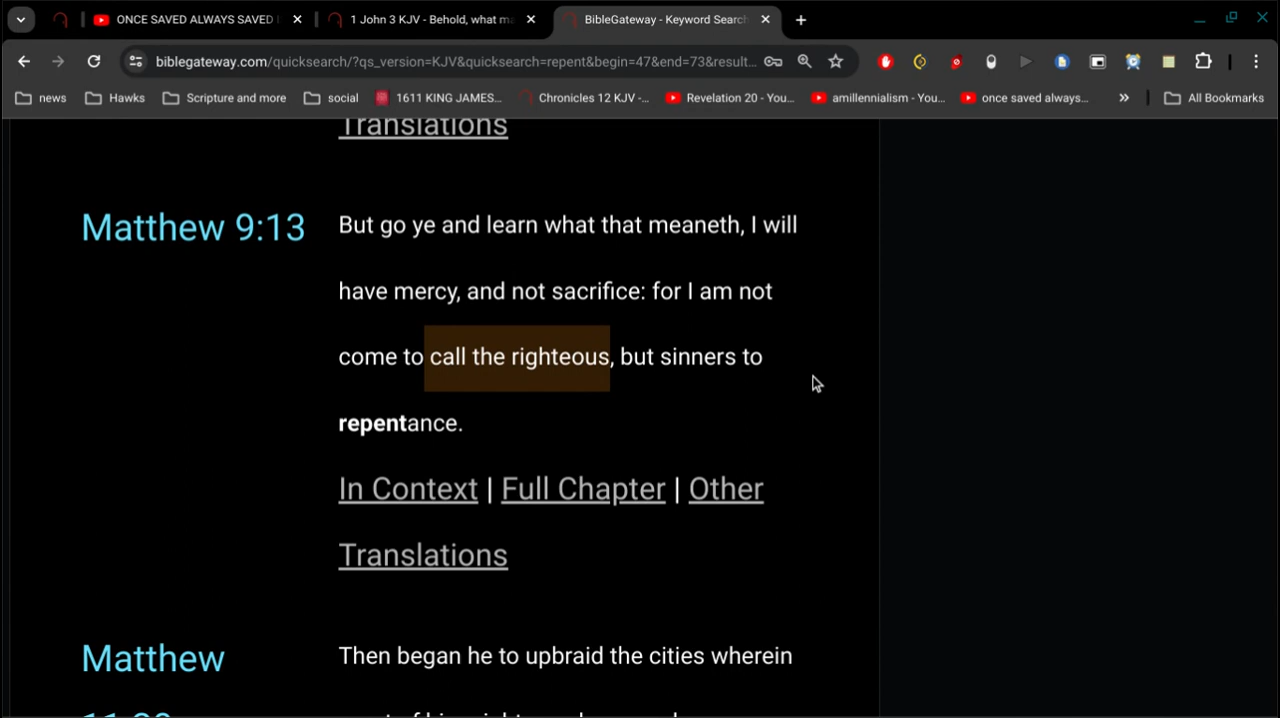 ONCE SAVED ALWAYS SAVED
1 John 3 KJV - Behold, what m
BibleGateway - Keyword Search
biblegateway.com/quicksearch/?qs_version=KJV&quicksearch=repent&begin=47&end=73&result...
news
Hawks
Scripture and more
social
1611 KING JAMES...
Chronicles 12 KJV -...
Revelation 20 - You...
amillennialism - You...
once saved always...
All Bookmarks
Translations
Matthew 9:13
But go ye and learn what that meaneth, I will
have mercy, and not sacrifice: for I am not
come to call the righteous, but sinners to
repentance.
In Context | Full Chapter | Other
Translations
Matthew
Then began he to upbraid the cities wherein